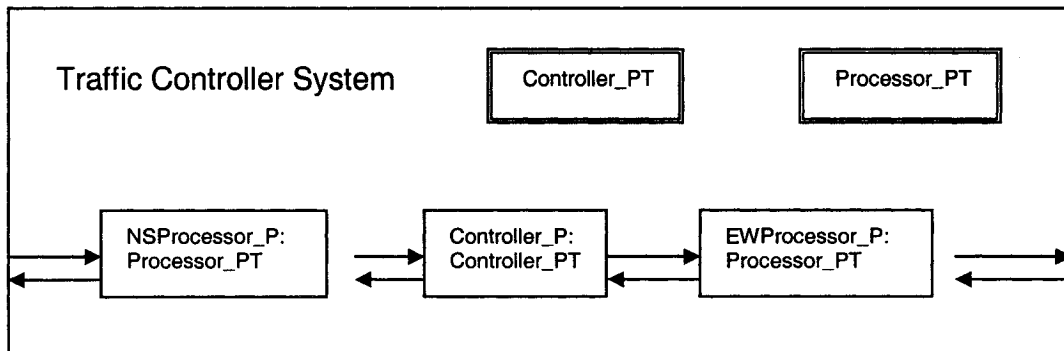 Traffic Controller System
Controller_PT
Processor_PT
NSProcessor_P:
Processor_PT
Controller_P:
Controller_PT
EWProcessor_P:
Processor_PT